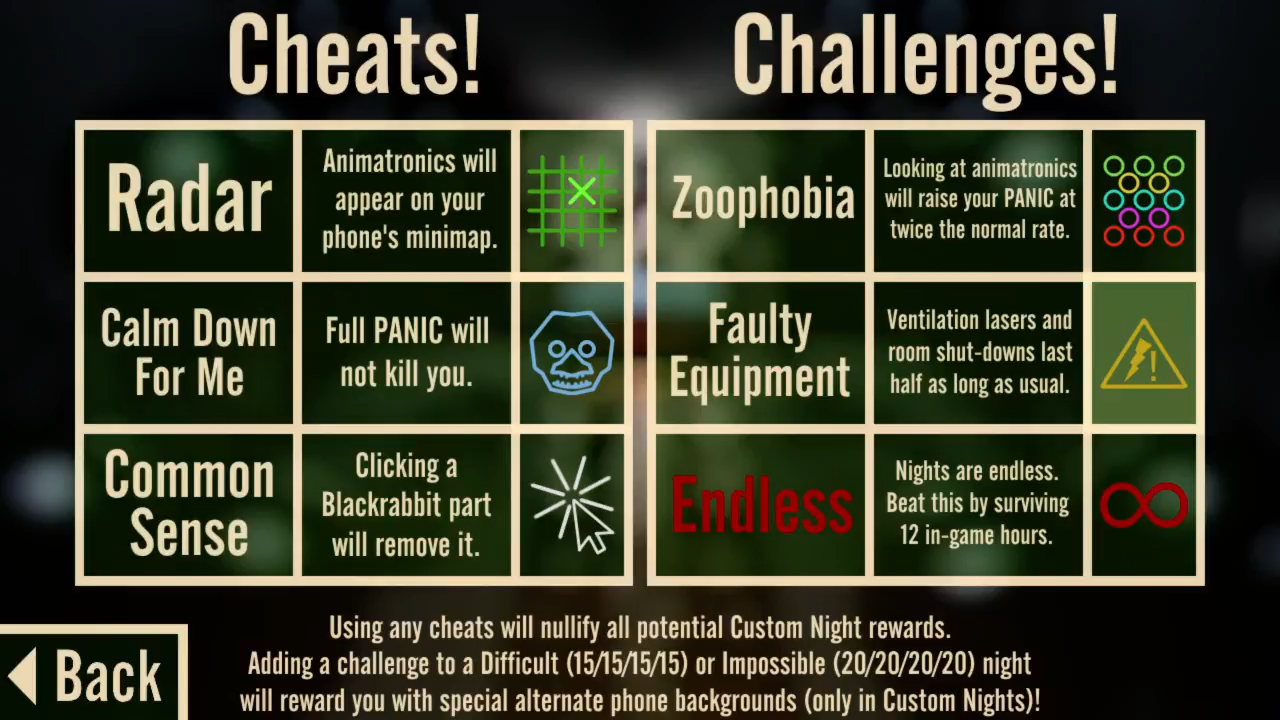 Cheats!
Challenges!
Radar
Animatronics will
appear on your
phone's minimap.
Calm Down
For Me
Full PANIC will
not kill you.
Common
Sense
Clicking a
Blackrabbit part
will remove it.
Zoophobia
Looking at animatronics
will raise your PANIC at
twice the normal rate.
Faulty
Equipment
Ventilation lasers and
room shut-downs last
half as long as usual.
!
Endless
Nights are endless.
Beat this by surviving
12 in-game hours.
Using any cheats will nullify all potential Custom Night rewards.
Adding a challenge to a Difficult (15/15/15/15) or Impossible (20/20/20/20) night
will reward you with special alternate phone backgrounds (only in Custom Nights)!
Back